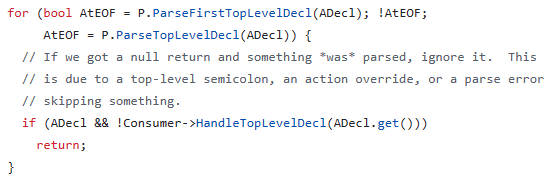 for (bool AtEOF = P.ParseFirstTopLevelDecl(ADecl); !AtEOF;
     AtEOF = P.ParseTopLevelDecl(ADecl)) {
  // If we got a null return and something *was* parsed, ignore it.  This
  // is due to a top-level semicolon, an action override, or a parse error
  // skipping something.
  if (ADecl && !Consumer->HandleTopLevelDecl(ADecl.get()))
    return;
}